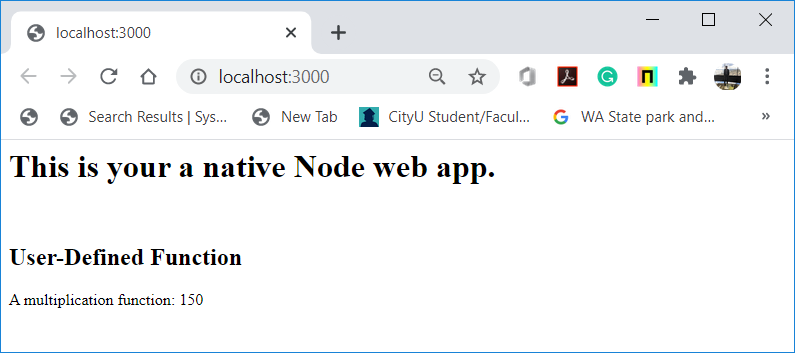 localhost:3000
localhost:3000
Search Results | Sys... New Tab CityU Student/Facul... WA State park and... »
This is your a native Node web app.
User-Defined Function
A multiplication function: 150